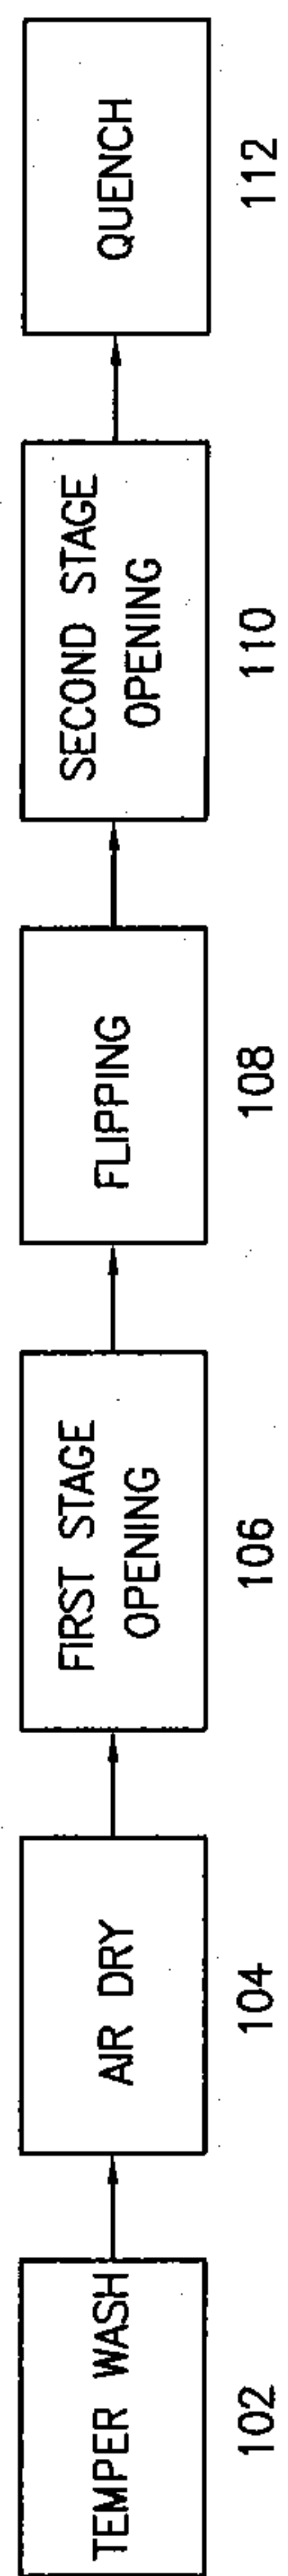 TEMPER WASH
102
AIR DRY
104
FIRST STAGE
OPENING
106
FLIPPING
108
SECOND STAGE
OPENING
110
QUENCH
112